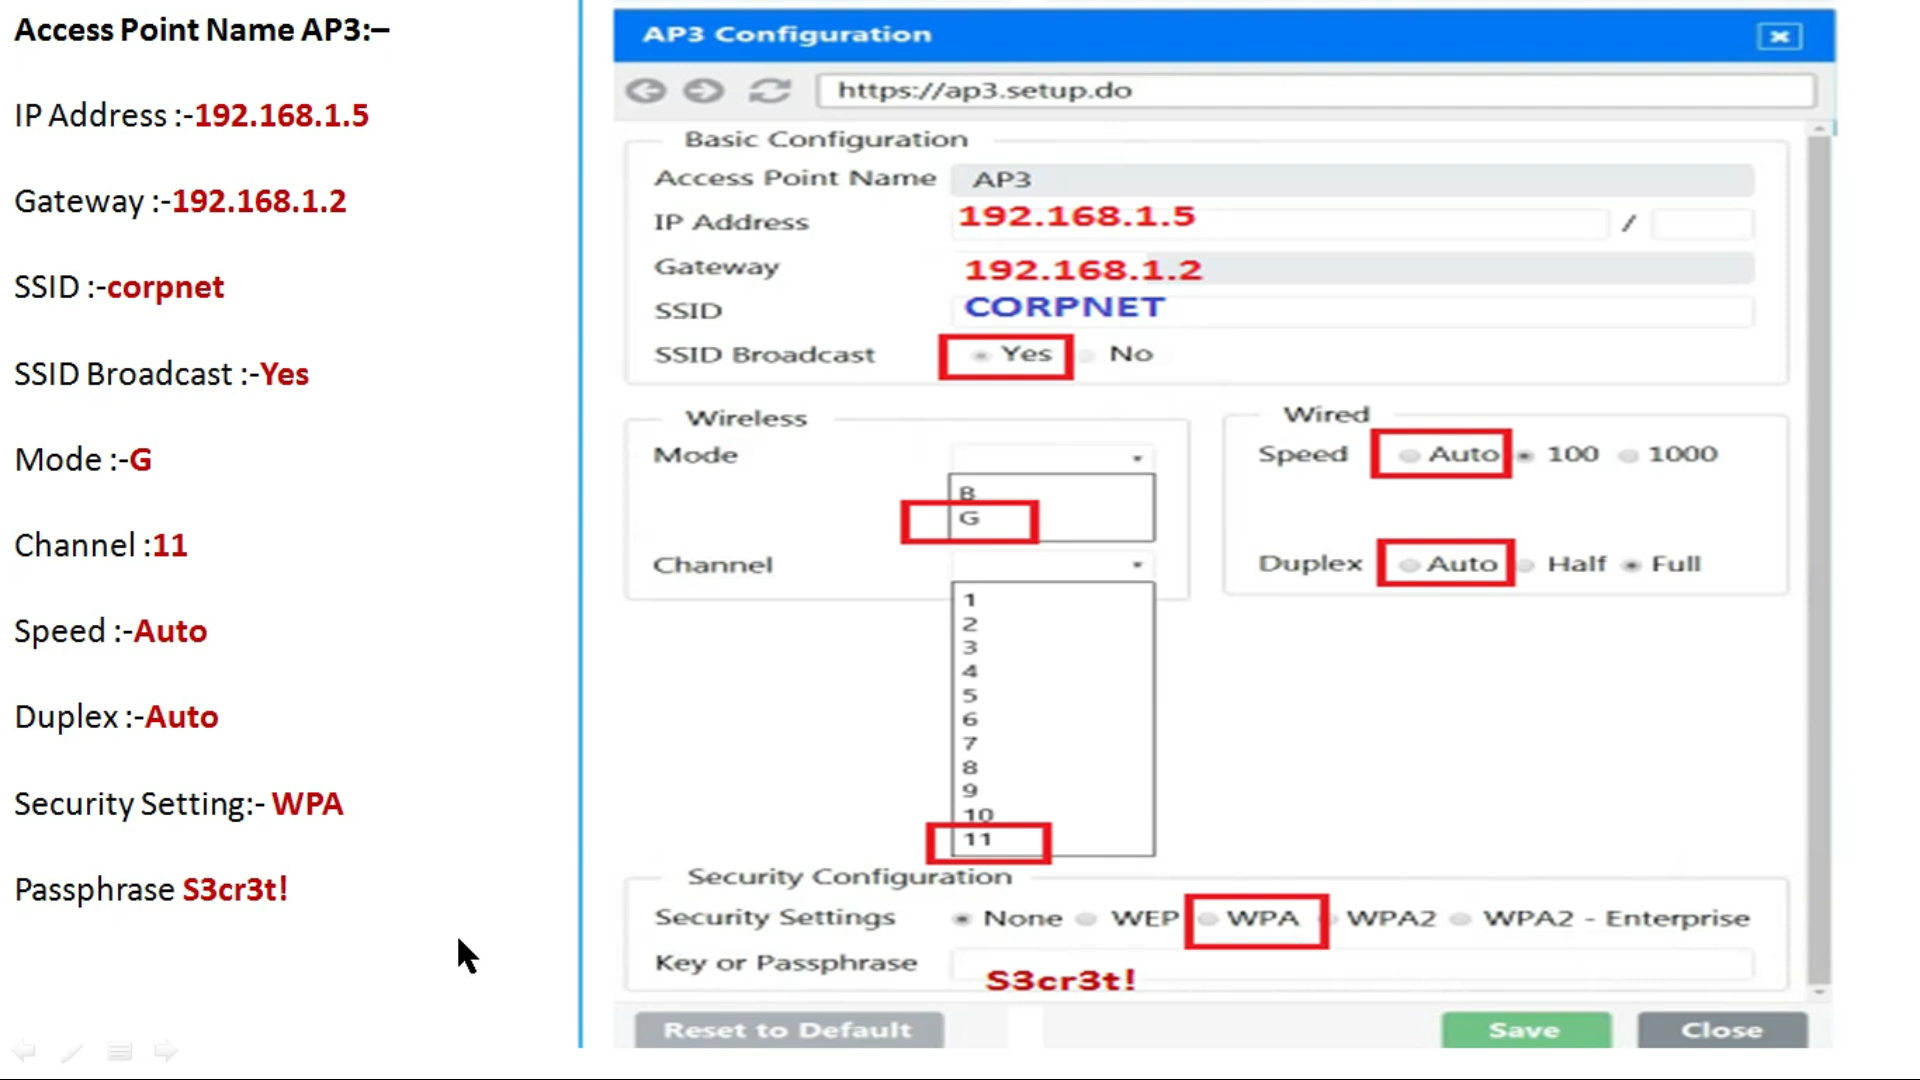 Access Point Name AP3:–
IP Address :-192.168.1.5
Gateway :-192.168.1.2
SSID :-corpnet
SSID Broadcast :-Yes
Mode :-G
Channel :11
Speed :-Auto
Duplex :-Auto
Security Setting:- WPA
Passphrase S3cr3t!
AP3 Configuration
https://ap3.setup.do
Basic Configuration
Access Point Name AP3
IP Address 192.168.1.5 /
Gateway 192.168.1.2
SSID CORPNET
SSID Broadcast Yes No
Wireless
Mode
B
G
Channel
1
2
3
4
5
6
7
8
9
10
11
Wired
Speed Auto 100 1000
Duplex Auto Half Full
Security Configuration
Security Settings None WEP WPA WPA2 WPA2 - Enterprise
Key or Passphrase S3cr3t!
Reset to Default Save Close